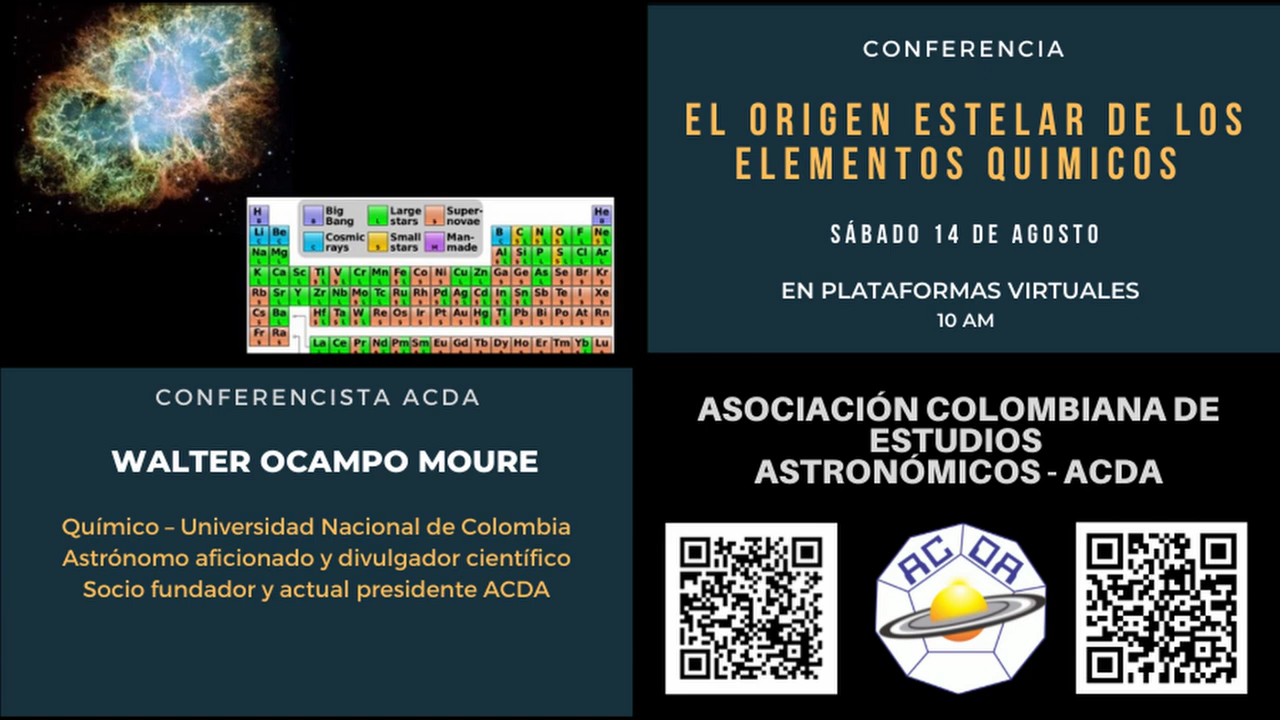 CONFERENCIA
EL ORIGEN ESTELAR DE LOS
ELEMENTOS QUIMICOS
SÁBADO 14 DE AGOSTO
EN PLATAFORMAS VIRTUALES
10 AM
H He
Big Bang
Large stars
Super-novae
Cosmic rays
Small stars
Man-made
Li Be B C N O F Ne
Na Mg Al Si P S Cl Ar
K Ca Sc Ti V Cr Mn Fe Co Ni Cu Zn Ga Ge As Se Br Kr
Rb Sr Y Zr Nb Mo Tc Ru Rh Pd Ag Cd In Sn Sb Te I Xe
Cs Ba Hf Ta W Re Os Ir Pt Au Hg Tl Pb Bi Po At Rn
Fr Ra
La Ce Pr Nd Pm Sm Eu Gd Tb Dy Ho Er Tm Yb Lu
CONFERENCISTA ACDA
WALTER OCAMPO MOURE
Químico – Universidad Nacional de Colombia
Astrónomo aficionado y divulgador científico
Socio fundador y actual presidente ACDA
ASOCIACIÓN COLOMBIANA DE
ESTUDIOS
ASTRONÓMICOS - ACDA
ACDA